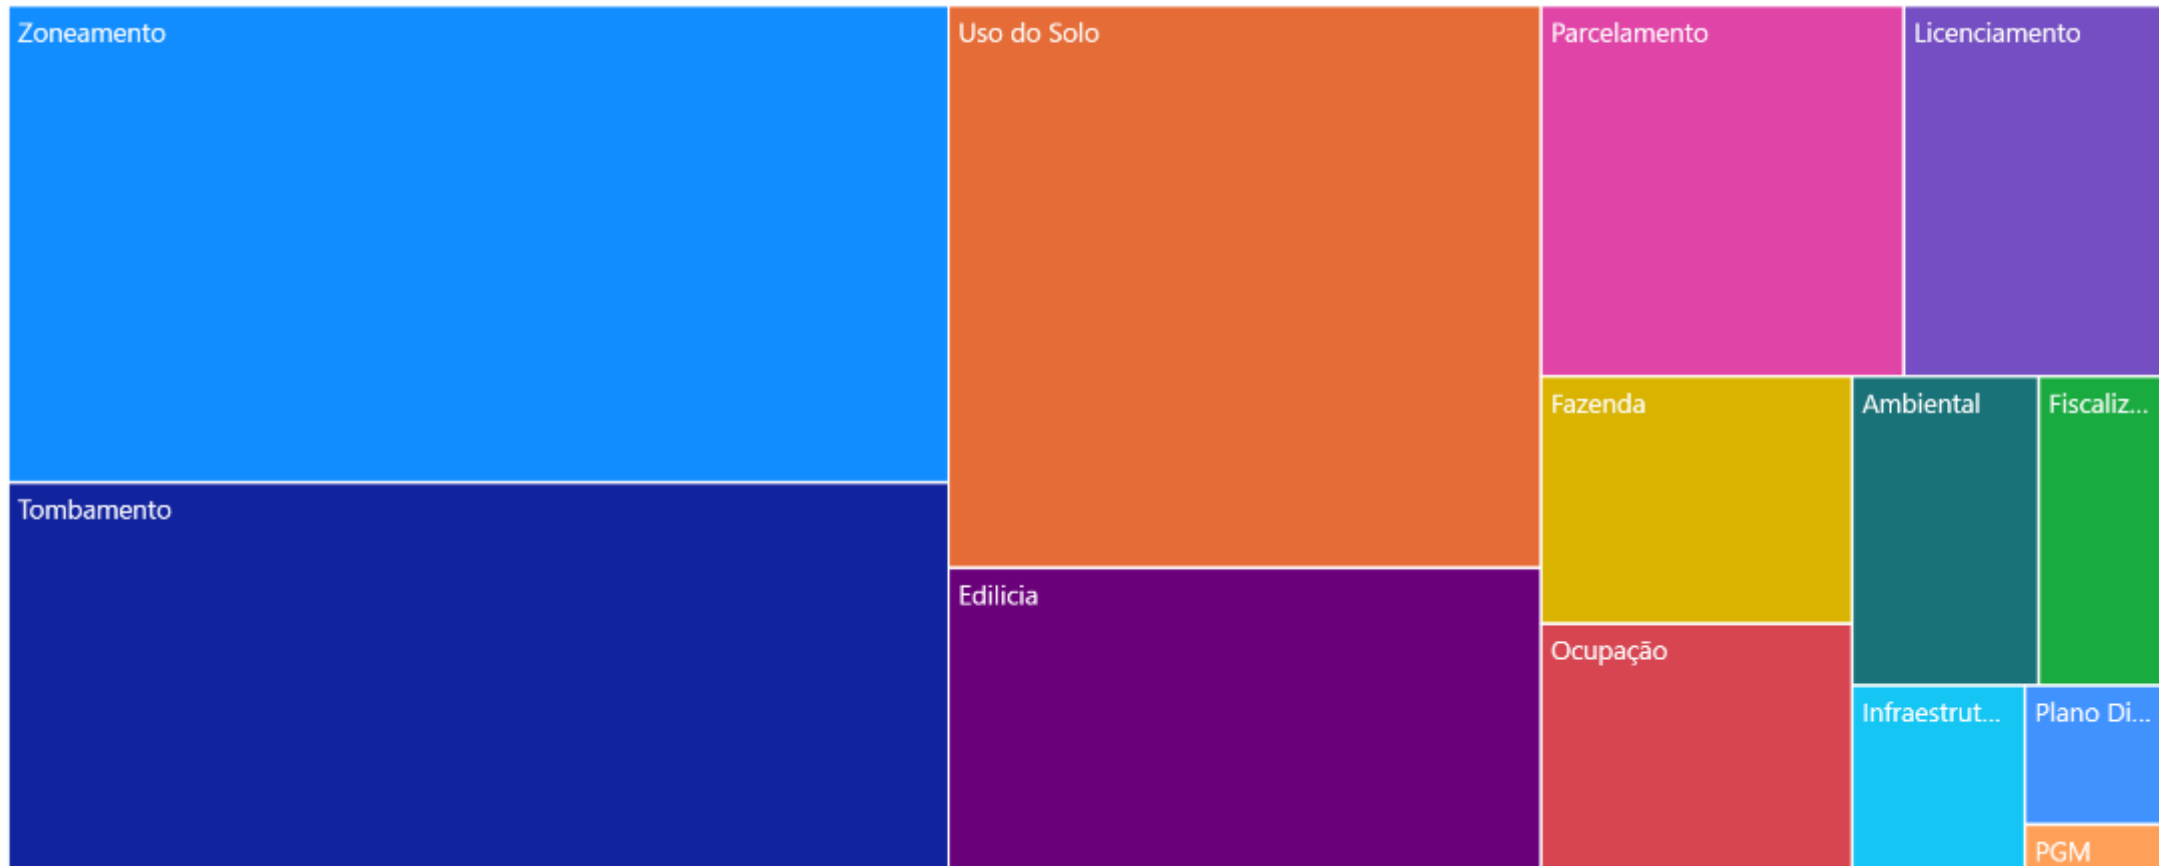 Zoneamento
Uso do Solo
Parcelamento
Licenciamento
Fazenda
Ambiental
Fiscaliz...
Tombamento
Edilicia
Ocupação
Infraestrut...
Plano Di...
PGM